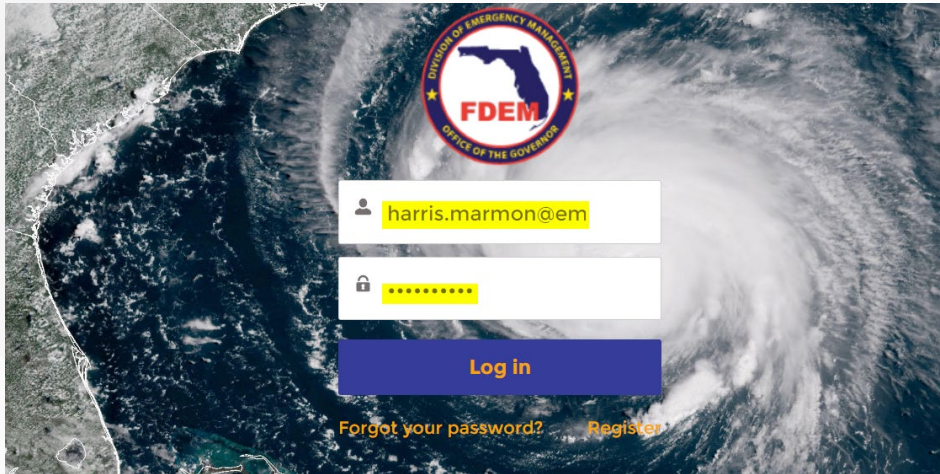 DIVISION OF EMERGENCY MANAGEMENT
FDEM
OFFICE OF THE GOVERNOR
harris.marmon@em
••••••••••
Log in
Forgot your password? Register